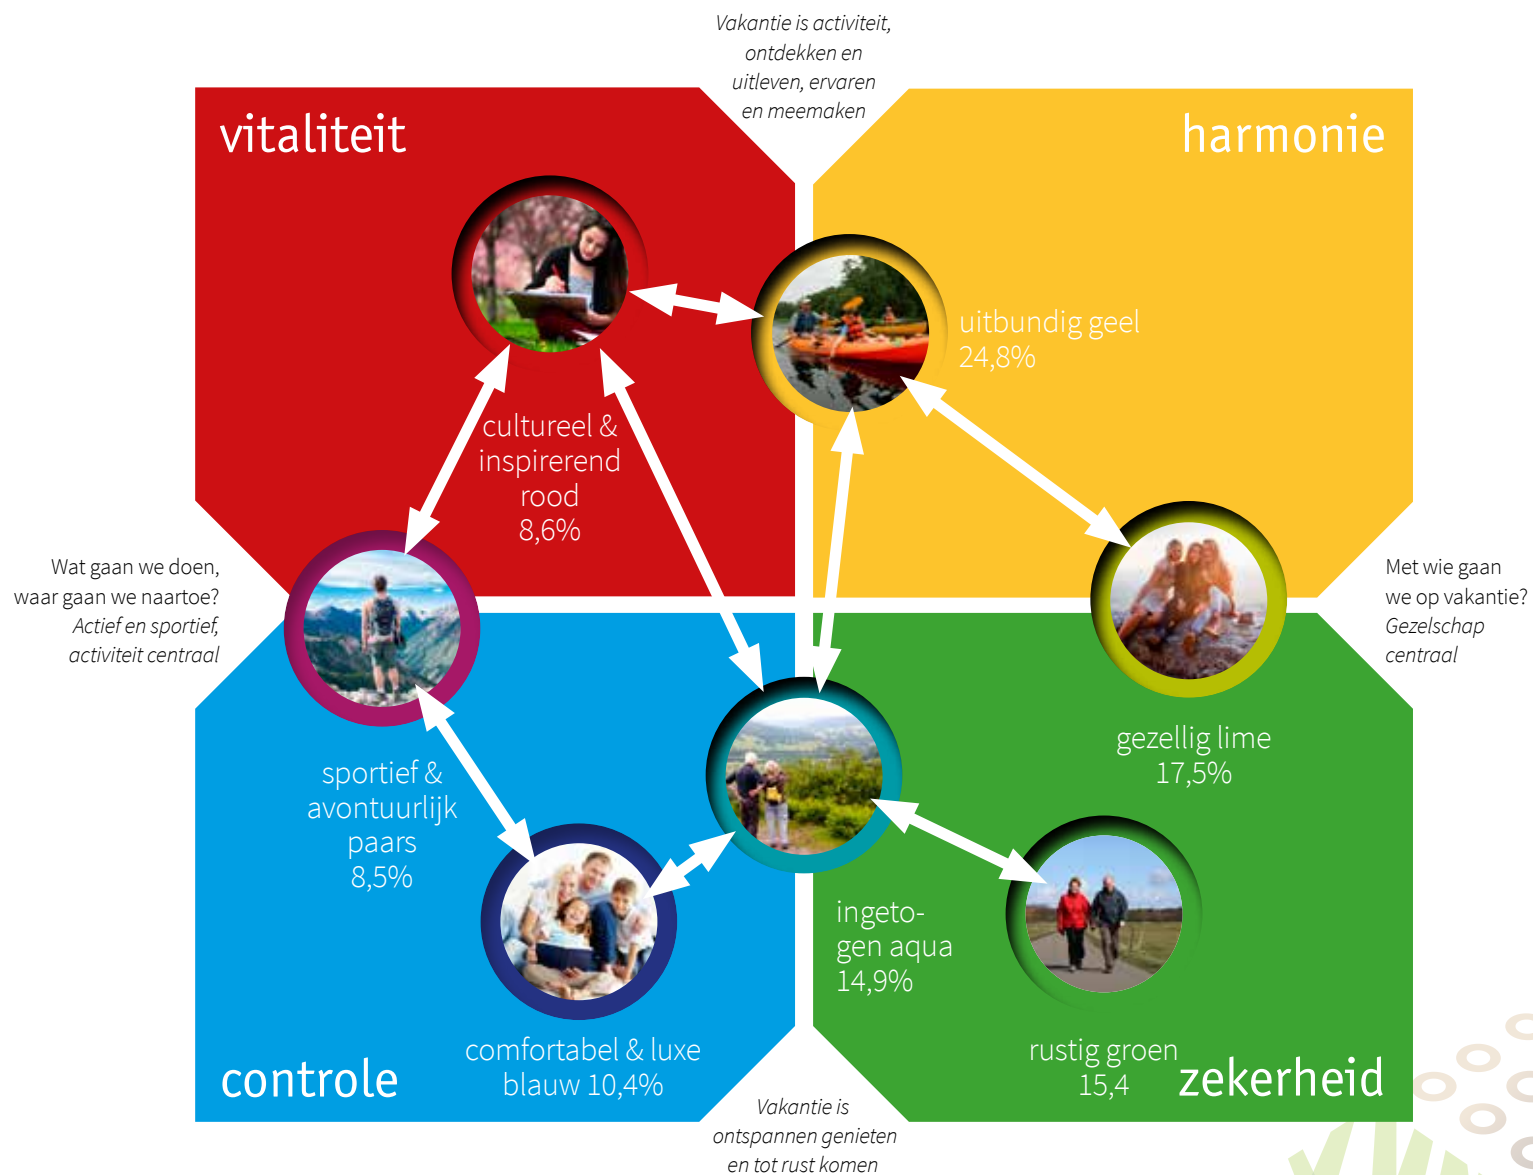 Vakantie is activiteit,
ontdekken en
uitleven, ervaren
en meemaken
vitaliteit
harmonie
uitbundig geel
24,8%
cultureel &
inspirerend
rood
8,6%
Wat gaan we doen,
waar gaan we naartoe?
Actief en sportief,
activiteit centraal
Met wie gaan
we op vakantie?
Gezelschap
centraal
gezellig lime
17,5%
sportief &
avontuurlijk
paars
8,5%
ingeto-
gen aqua
14,9%
comfortabel & luxe
blauw 10,4%
rustig groen
15,4
controle
zekerheid
Vakantie is
ontspannen genieten
en tot rust komen